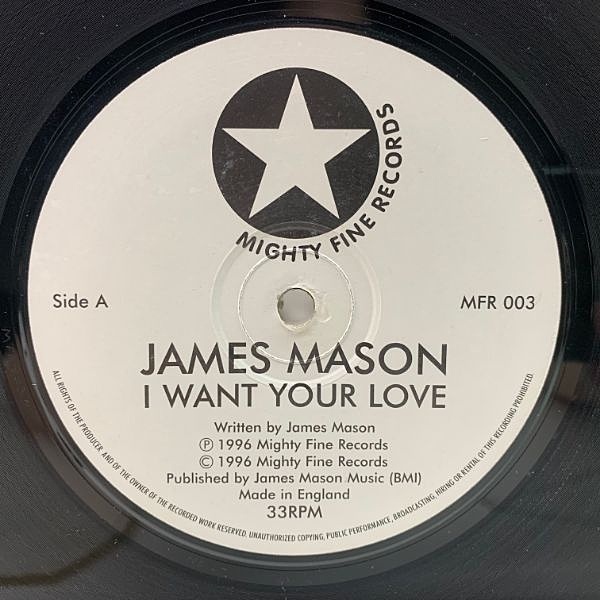 MIGHTY FINE RECORDS
Side A
MFR 003
JAMES MASON
I WANT YOUR LOVE
Written by James Mason
Ⓟ 1996 Mighty Fine Records
© 1996 Mighty Fine Records
Published by James Mason Music (BMI)
Made in England
33RPM
ALL RIGHTS OF THE PRODUCER AND OF THE OWNER OF THE RECORDED WORK RESERVED. UNAUTHORIZED COPYING, PUBLIC PERFORMANCE, BROADCASTING, HIRING OR RENTAL OF THIS RECORDING PROHIBITED.